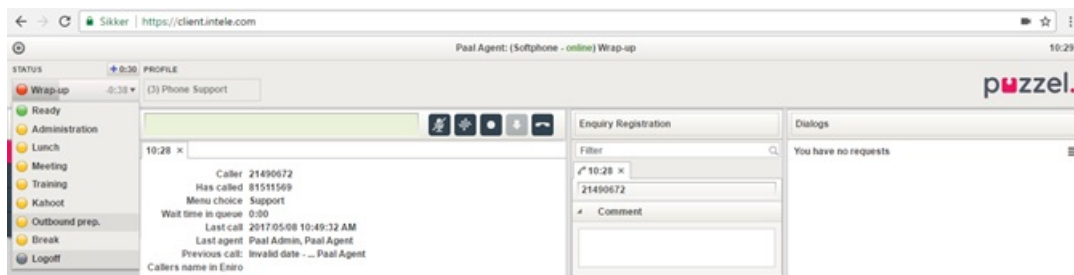 Sikker https://client.intele.com
Paal Agent: (Softphone - online) Wrap-up 10:29
STATUS + 0:30 PROFILE
Wrap-up -0:38 (3) Phone Support
puzzel.
Ready
Administration
Lunch
Meeting
Training
Kahoot
Outbound prep.
Break
Logoff
10:28 ×
Caller 21490672
Has called 81511569
Menu choice Support
Wait time in queue 0:00
Last call 2017/05/08 10:49:32 AM
Last agent Paal Admin, Paal Agent
Previous call: Invalid date - ... Paal Agent
Callers name in Eniro
Enquiry Registration
Filter
10:28 ×
21490672
Comment
Dialogs
You have no requests